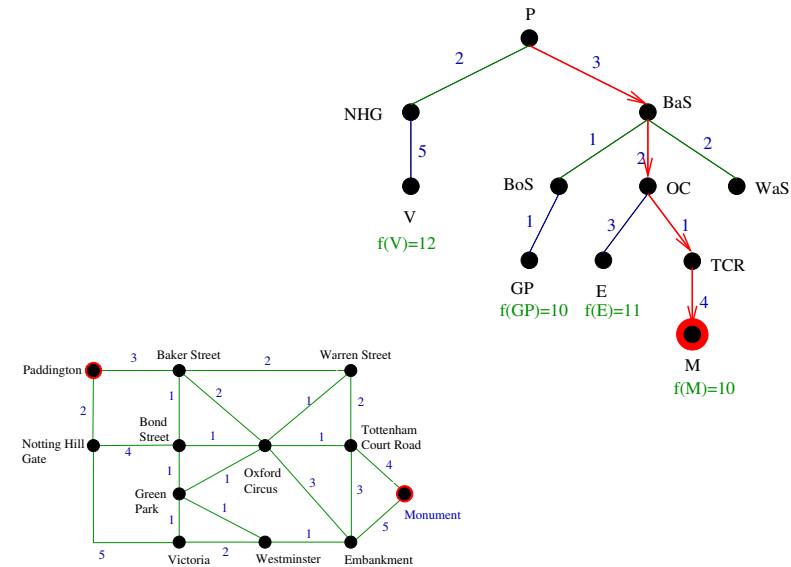 P
2
3
NHG
BaS
5
1
2
2
BoS
OC
WaS
V
f(V)=12
1
3
1
GP
E
TCR
f(GP)=10
f(E)=11
4
M
f(M)=10
Paddington
3
Baker Street
2
Warren Street
2
1
2
1
2
Notting Hill
Gate
4
Bond
Street
1
1
Tottenham
Court Road
Oxford
Circus
1
1
3
3
4
Green
Park
1
Monument
1
1
5
5
Victoria
2
Westminster
Embankment